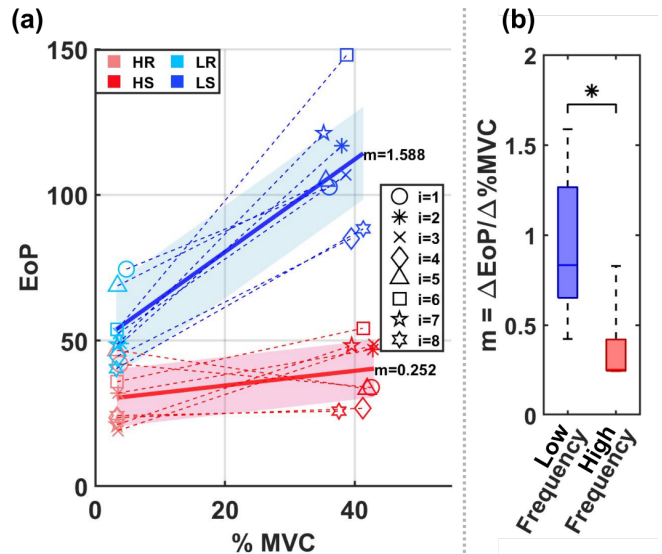 (a)
150
100
50
0
EoP
0
20
40
% MVC
HR
LR
HS
LS
m=1.588
m=0.252
i=1
i=2
i=3
i=4
i=5
i=6
i=7
i=8
(b)
2
1.5
1
0.5
0
m = ΔEoP/Δ%MVC
*
Low
Frequency
High
Frequency